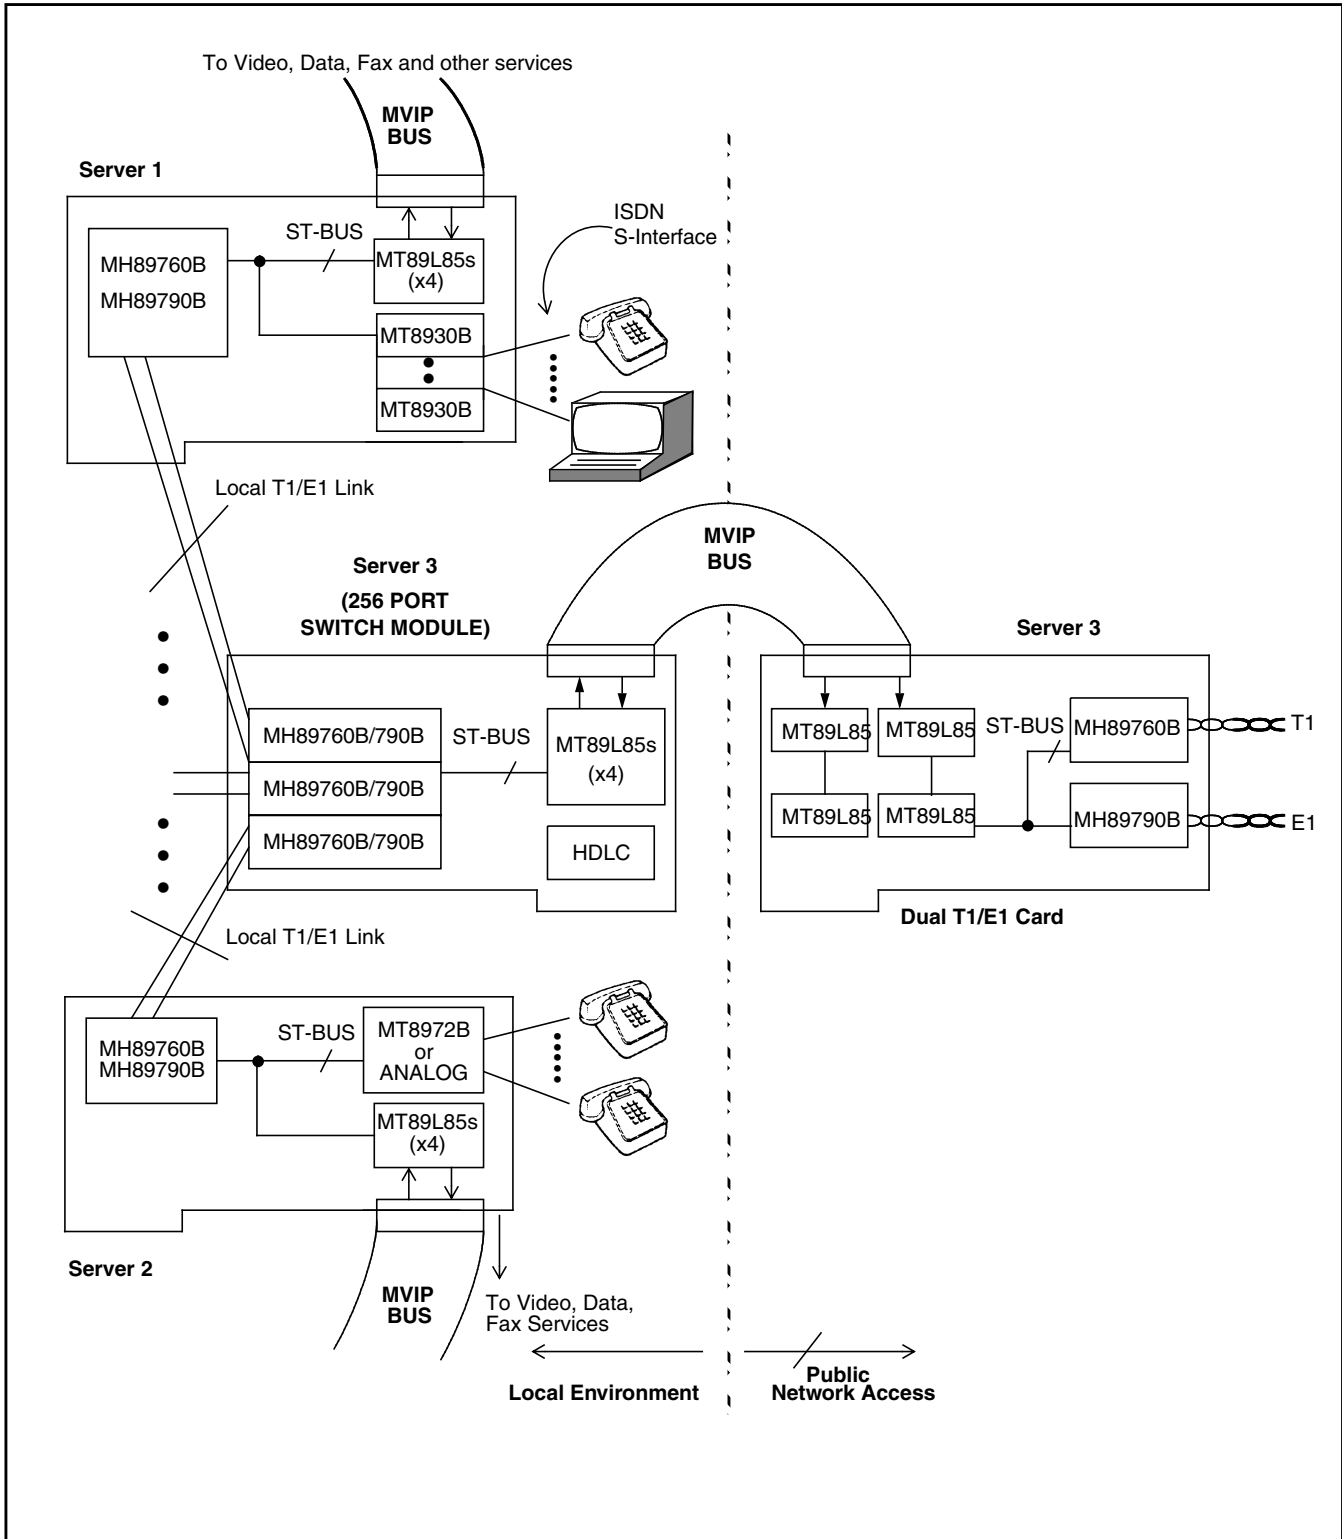 To Video, Data, Fax and other services
MVIP
BUS
Server 1
ISDN
S-Interface
ST-BUS
MH89760B
MH89790B
MT89L85s
(x4)
MT8930B
MT8930B
Local T1/E1 Link
MVIP
BUS
Server 3
(256 PORT
SWITCH MODULE)
Server 3
MH89760B/790B
MH89760B/790B
MH89760B/790B
ST-BUS
MT89L85s
(x4)
HDLC
MT89L85
MT89L85
MT89L85
MT89L85
ST-BUS
MH89760B
MH89790B
T1
E1
Dual T1/E1 Card
Local T1/E1 Link
MH89760B
MH89790B
ST-BUS
MT8972B
or
ANALOG
MT89L85s
(x4)
Server 2
MVIP
BUS
To Video, Data,
Fax Services
Local Environment
Public
Network Access